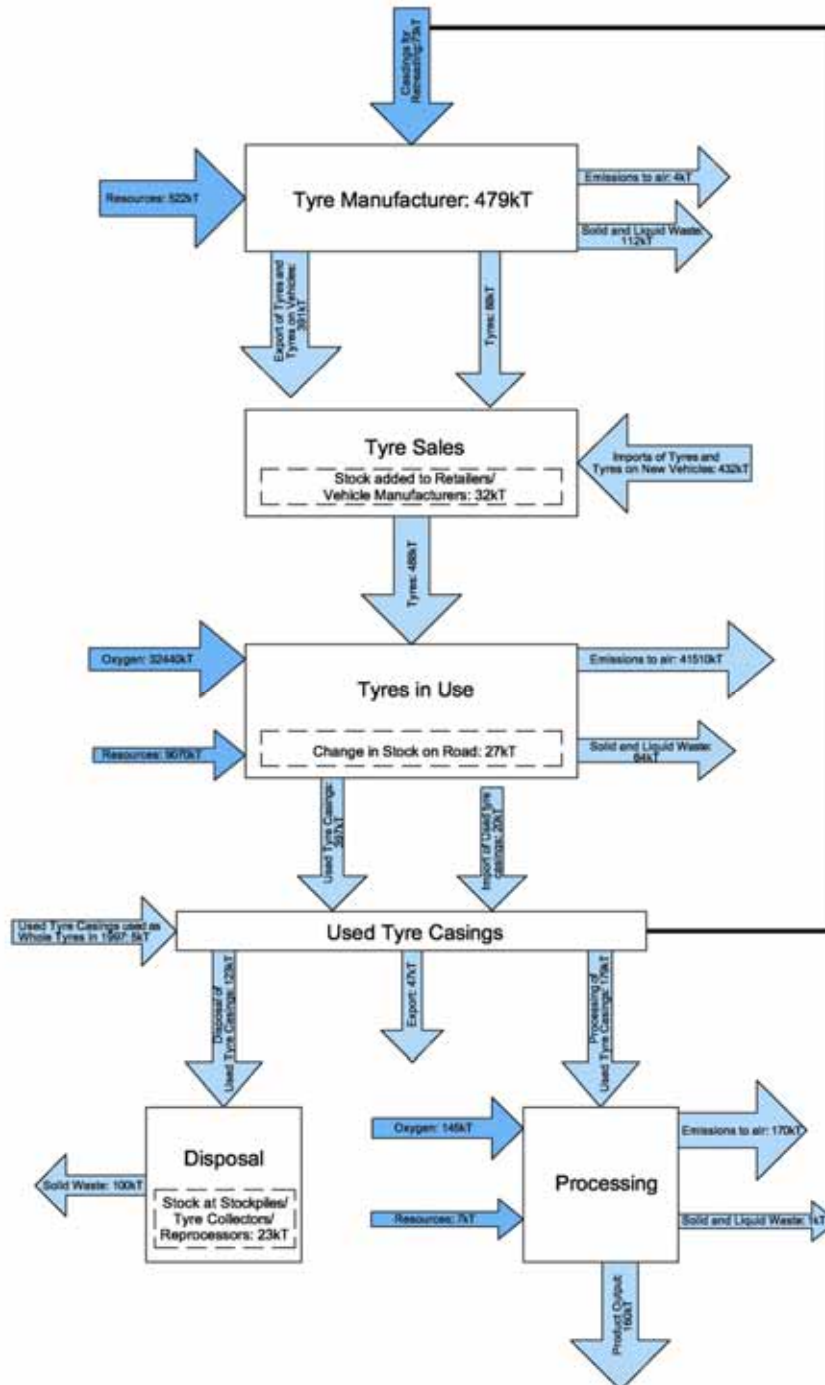 Casings for
Retreading: 73kT
Resources: 522kT
Tyre Manufacturer: 479kT
Emissions to air: 4kT
Solid and Liquid Waste:
112kT
Export of Tyres and
Tyres on Vehicles:
391kT
Tyres: 88kT
Tyre Sales
Stock added to Retailers/
Vehicle Manufacturers: 32kT
Imports of Tyres and
Tyres on New Vehicles: 432kT
Tyres: 488kT
Oxygen: 32440kT
Emissions to air: 41510kT
Tyres in Use
Resources: 9070kT
Change in Stock on Road: 27kT
Solid and Liquid Waste:
64kT
Used Tyre Casings:
397kT
Import of Used tyre
casings: 20kT
Used Tyre Casings used as
Whole Tyres in 1997: 5kT
Used Tyre Casings
Disposal of
Used Tyre Casings: 123kT
Export: 47kT
Processing of
Used Tyre Casings: 179kT
Disposal
Solid Waste: 100kT
Stock at Stockpiles/
Tyre Collectors/
Reprocessors: 23kT
Oxygen: 145kT
Emissions to air: 170kT
Processing
Resources: 7kT
Solid and Liquid Waste: 1kT
Product Output:
160kT